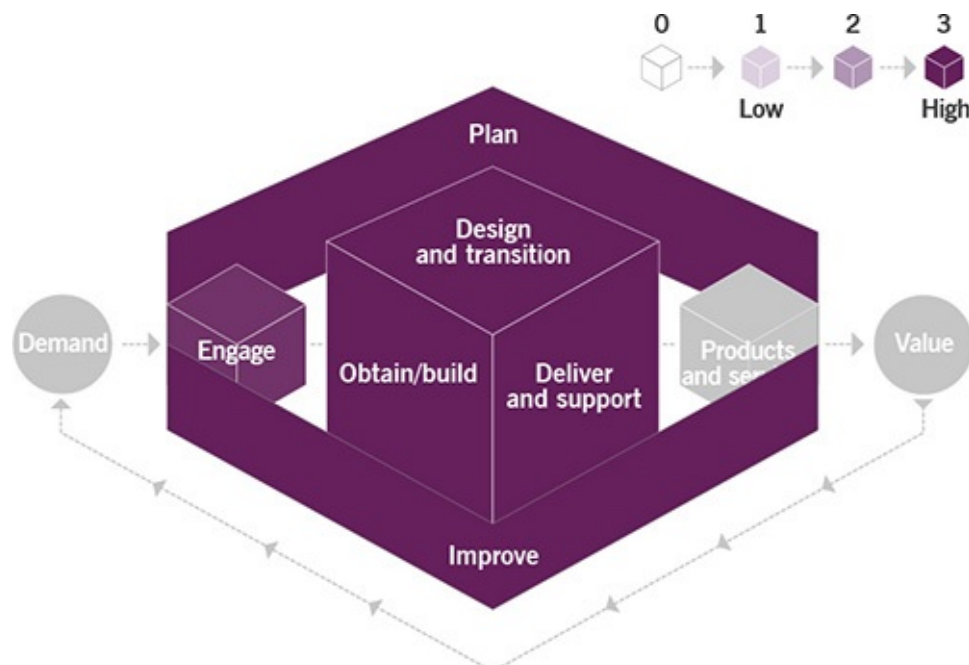 0 1 2 3
Low High
Plan
Design
and transition
Demand
Engage
Obtain/build
Deliver
and support
Products
and ser
Value
Improve